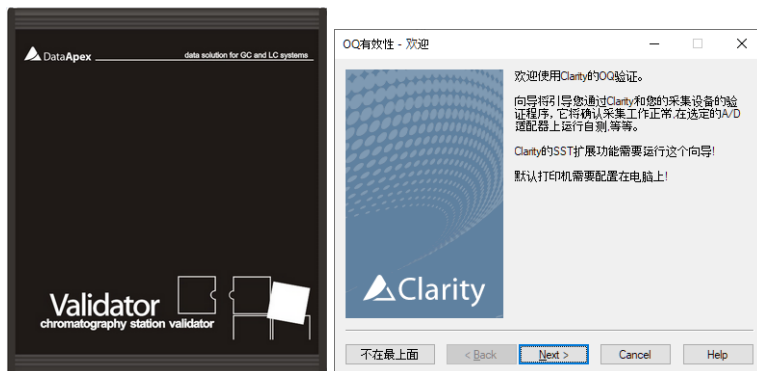 DataApex
data solution for GC and LC systems
Validator
chromatography station validator
OQ有效性 - 欢迎
欢迎使用Clarity的OQ验证。
向导将引导您通过Clarity和您的采集设备的验
证程序，它将确认采集工作正常,在选定的A/D
适配器上运行自测,等等。
Clarity的SST扩展功能需要运行这个向导!
默认打印机需要配置在电脑上!
Clarity
不在最上面
< Back
Next >
Cancel
Help